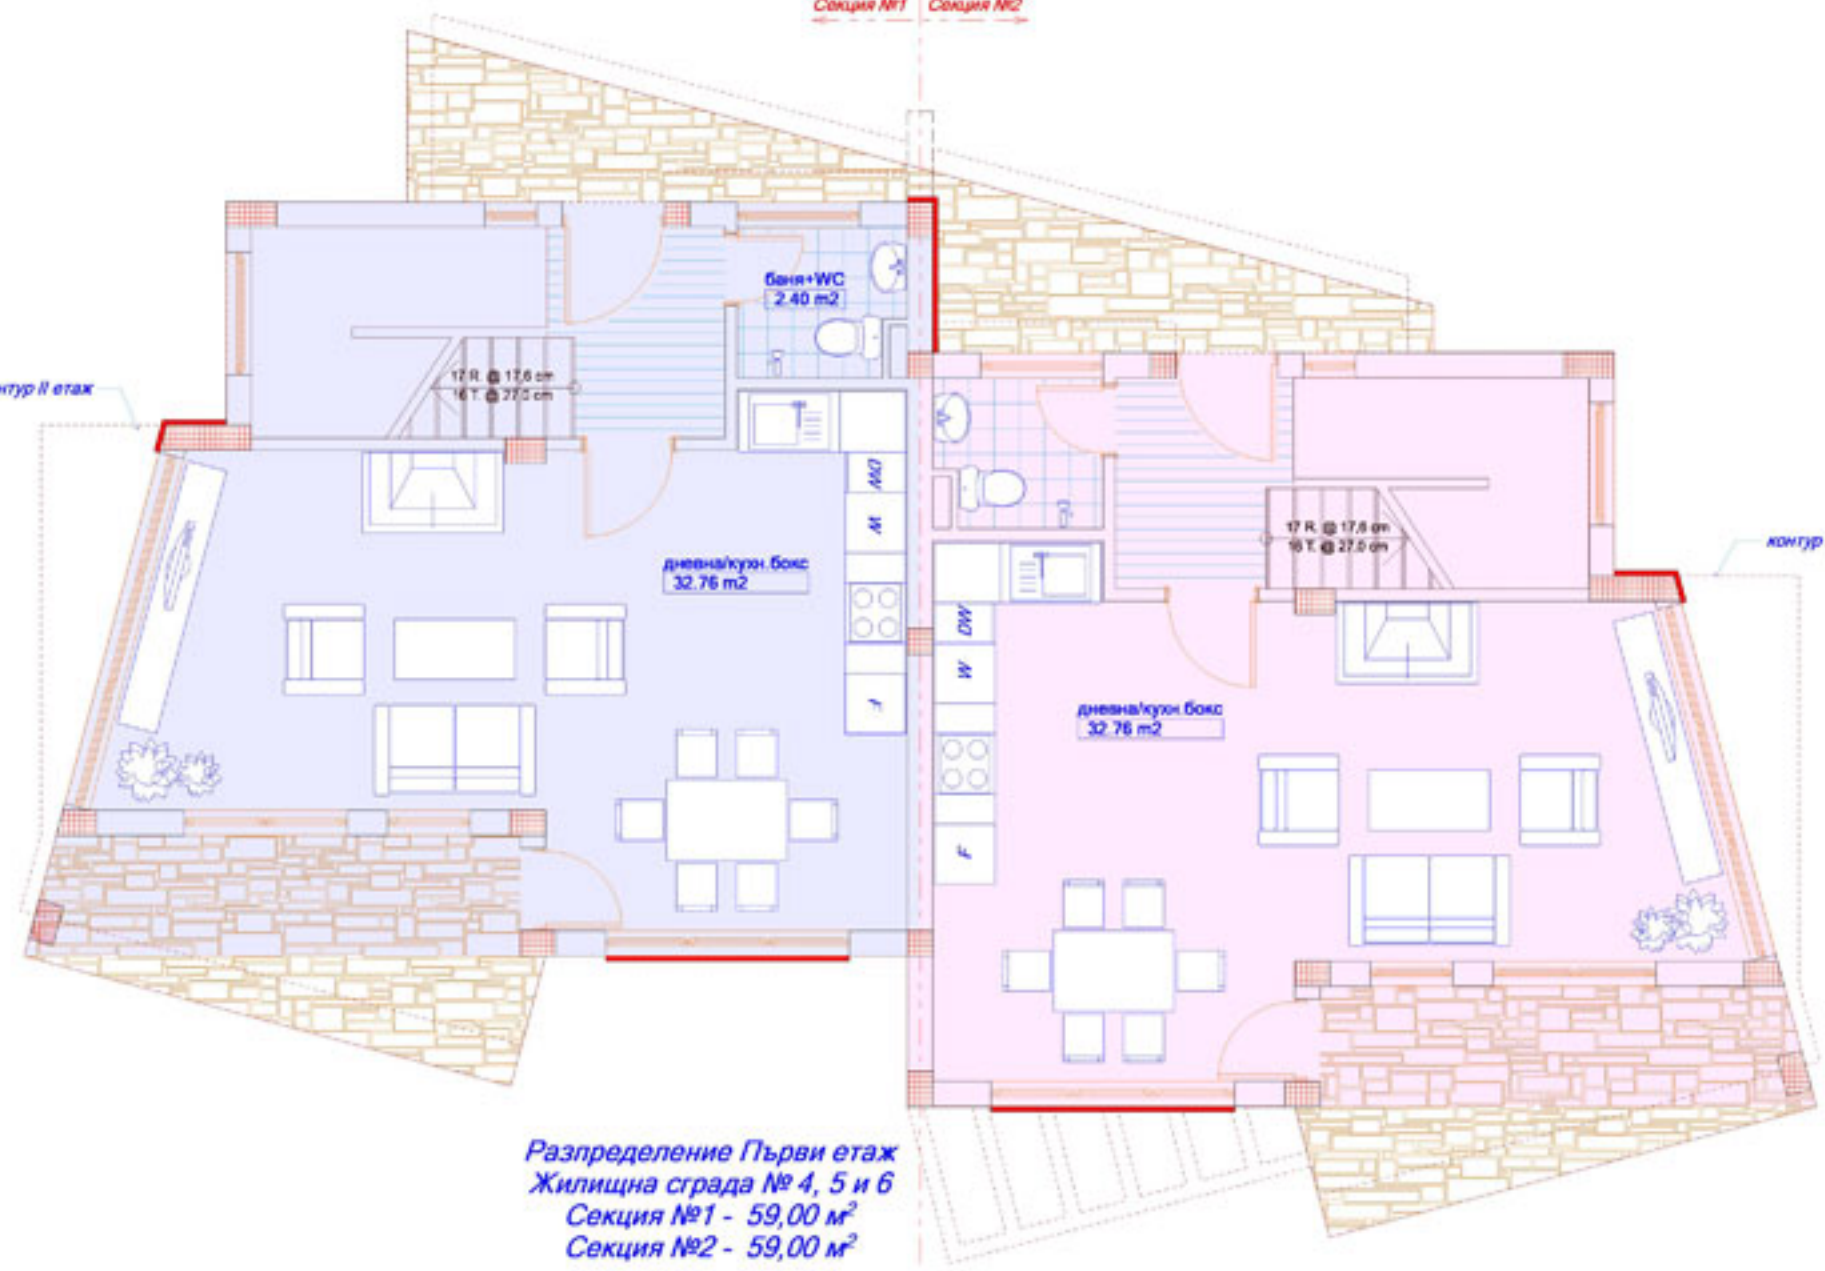 Секция №1
Секция №2
баня+WC
2.40 m2
17 R. @ 17,6 cm
16 T. @ 27,0 cm
контур II етаж
DW
W
F
дневна/кухн.бокс
32.76 m2
17 R. @ 17,6 cm
16 T. @ 27,0 cm
контур
DW
W
F
дневна/кухн.бокс
32.76 m2
Разпределение Първи етаж
Жилищна сграда № 4, 5 и 6
Секция №1 - 59,00 м²
Секция №2 - 59,00 м²